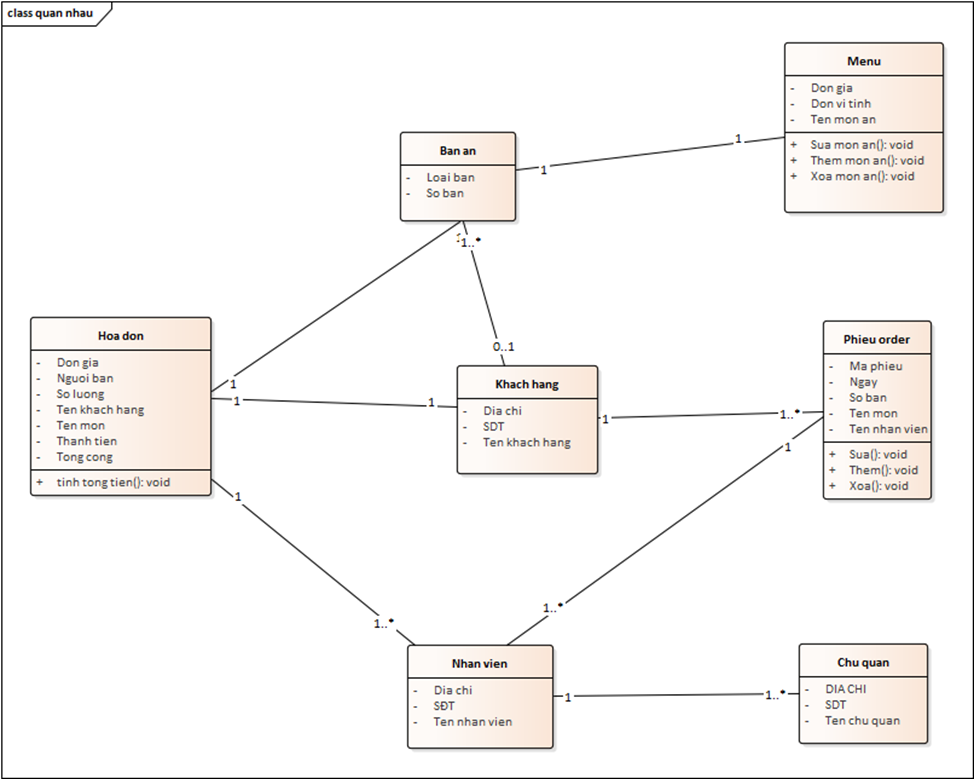 class quan nhau
Menu
- Don gia
- Don vi tinh
- Ten mon an
+ Sua mon an(): void
+ Them mon an(): void
+ Xoa mon an(): void
Ban an
- Loai ban
- So ban
1
1
1..*
0..1
Hoa don
- Don gia
- Nguoi ban
- So luong
- Ten khach hang
- Ten mon
- Thanh tien
- Tong cong
+ tinh tong tien(): void
1
1
1
Khach hang
- Dia chi
- SDT
- Ten khach hang
1
1..*
Phieu order
- Ma phieu
- Ngay
- So ban
- Ten mon
- Ten nhan vien
+ Sua(): void
+ Them(): void
+ Xoa(): void
1
1..*
1
1..*
Nhan vien
- Dia chi
- SĐT
- Ten nhan vien
1
1..*
Chu quan
- DIA CHI
- SDT
- Ten chu quan